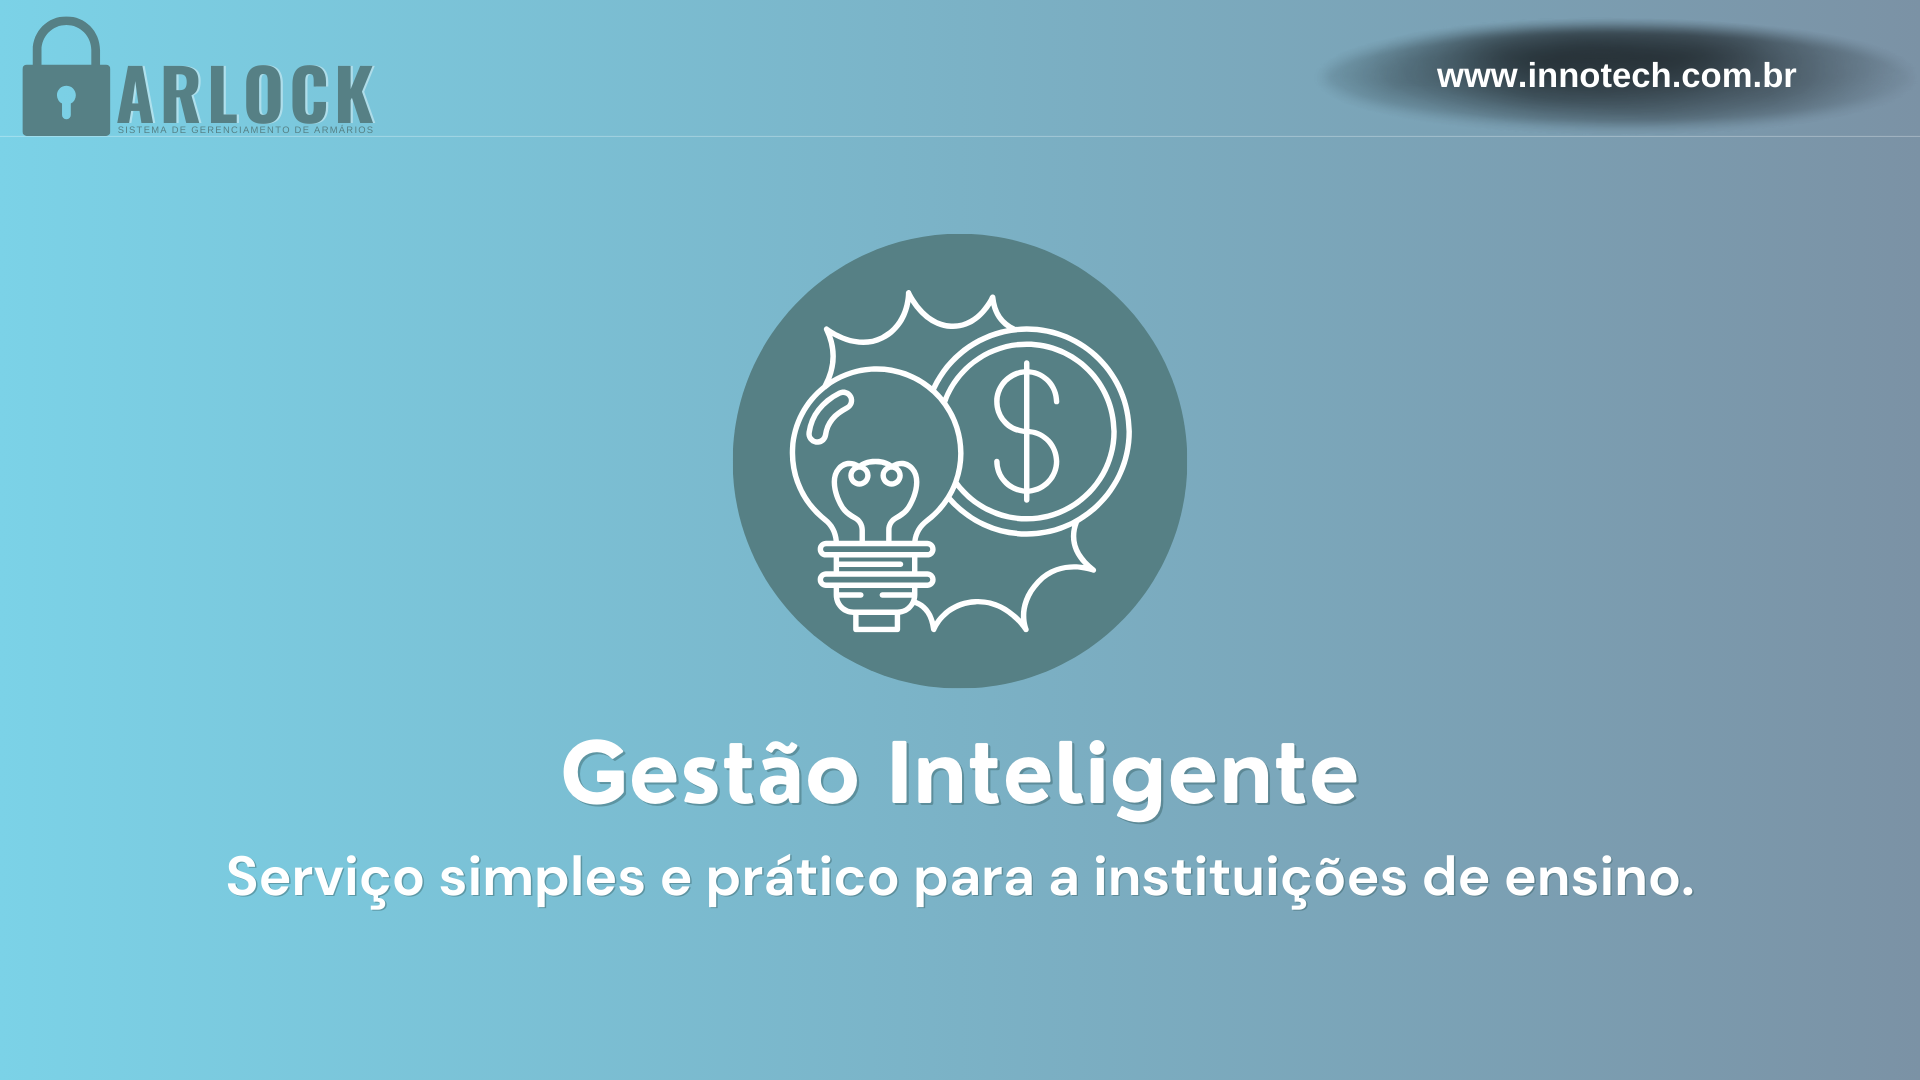 ARLOCK
SISTEMA DE GERENCIAMENTO DE ARMÁRIOS
www.innotech.com.br
$
Gestão Inteligente
Serviço simples e prático para a instituições de ensino.